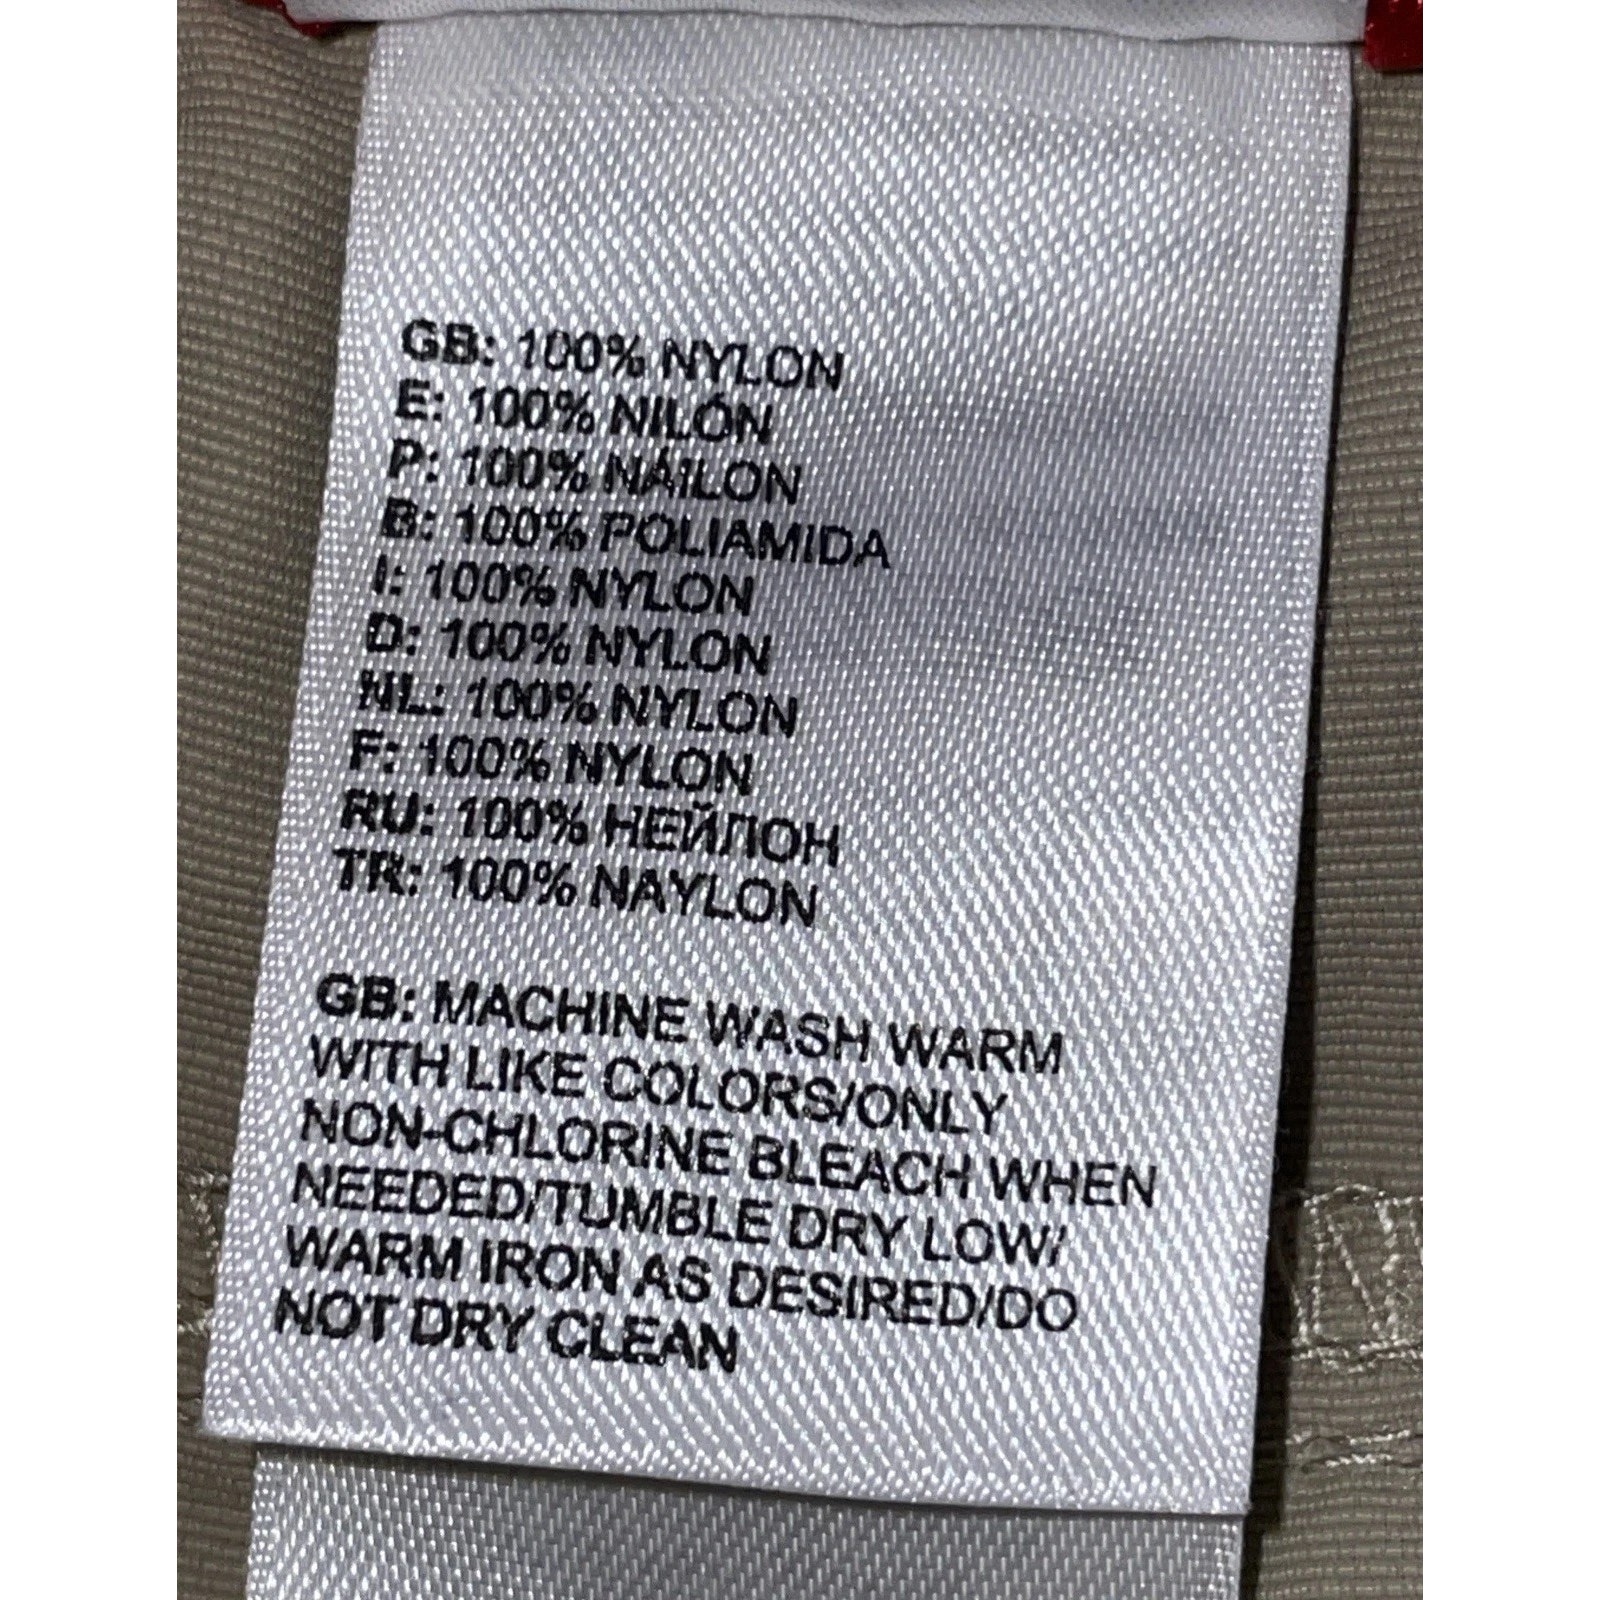 GB: 100% NYLON
E: 100% NILÓN
P: 100% NÁILON
B: 100% POLIAMIDA
I: 100% NYLON
D: 100% NYLON
NL: 100% NYLON
F: 100% NYLON
RU: 100% НЕЙЛОН
TR: 100% NAYLON
GB: MACHINE WASH WARM
WITH LIKE COLORS/ONLY
NON-CHLORINE BLEACH WHEN
NEEDED/TUMBLE DRY LOW/
WARM IRON AS DESIRED/DO
NOT DRY CLEAN